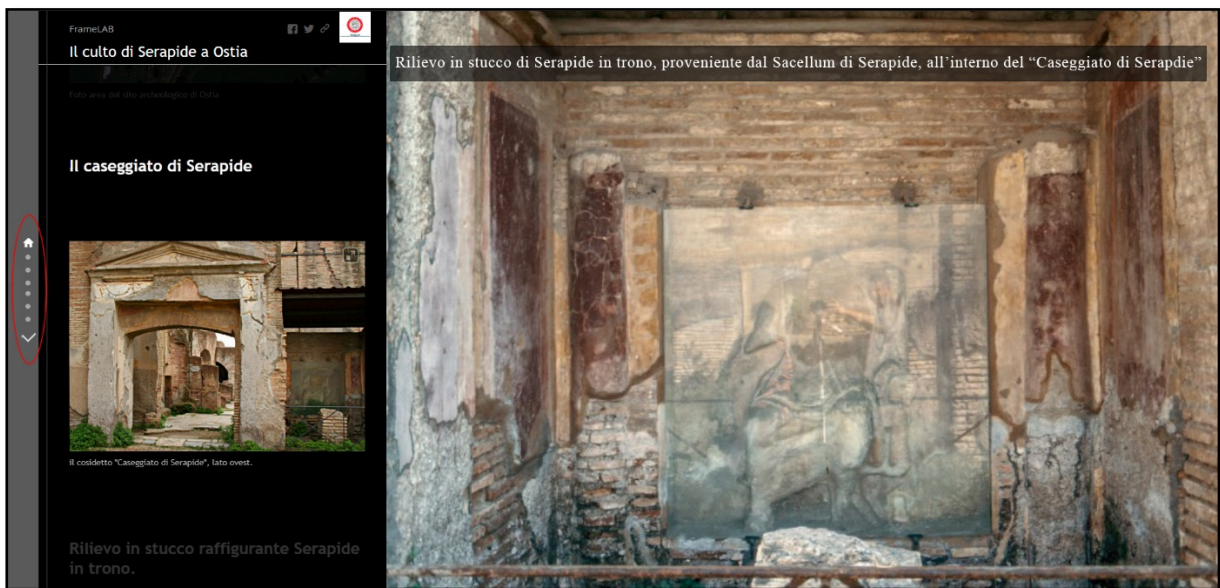 FrameLAB
Il culto di Serapide a Ostia
Foto area del sito archeologico di Ostia
Il caseggiato di Serapide
il cosidetto "Caseggiato di Serapide", lato ovest.
Rilievo in stucco raffigurante Serapide
in trono.
Rilievo in stucco di Serapide in trono, proveniente dal Sacellum di Serapide, all’interno del “Caseggiato di Serapdie”